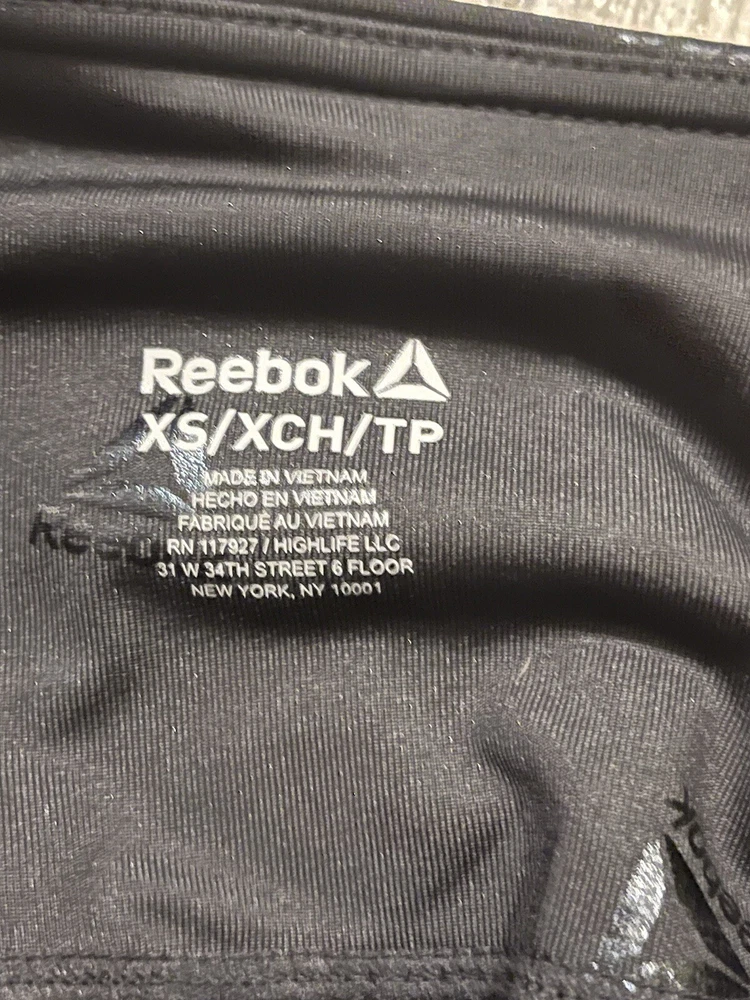 Reebok
XS/XCH/TP
MADE IN VIETNAM
HECHO EN VIETNAM
FABRIQUÉ AU VIETNAM
RN 117927 / HIGHLIFE LLC
31 W 34TH STREET 6 FLOOR
NEW YORK, NY 10001
Reebok